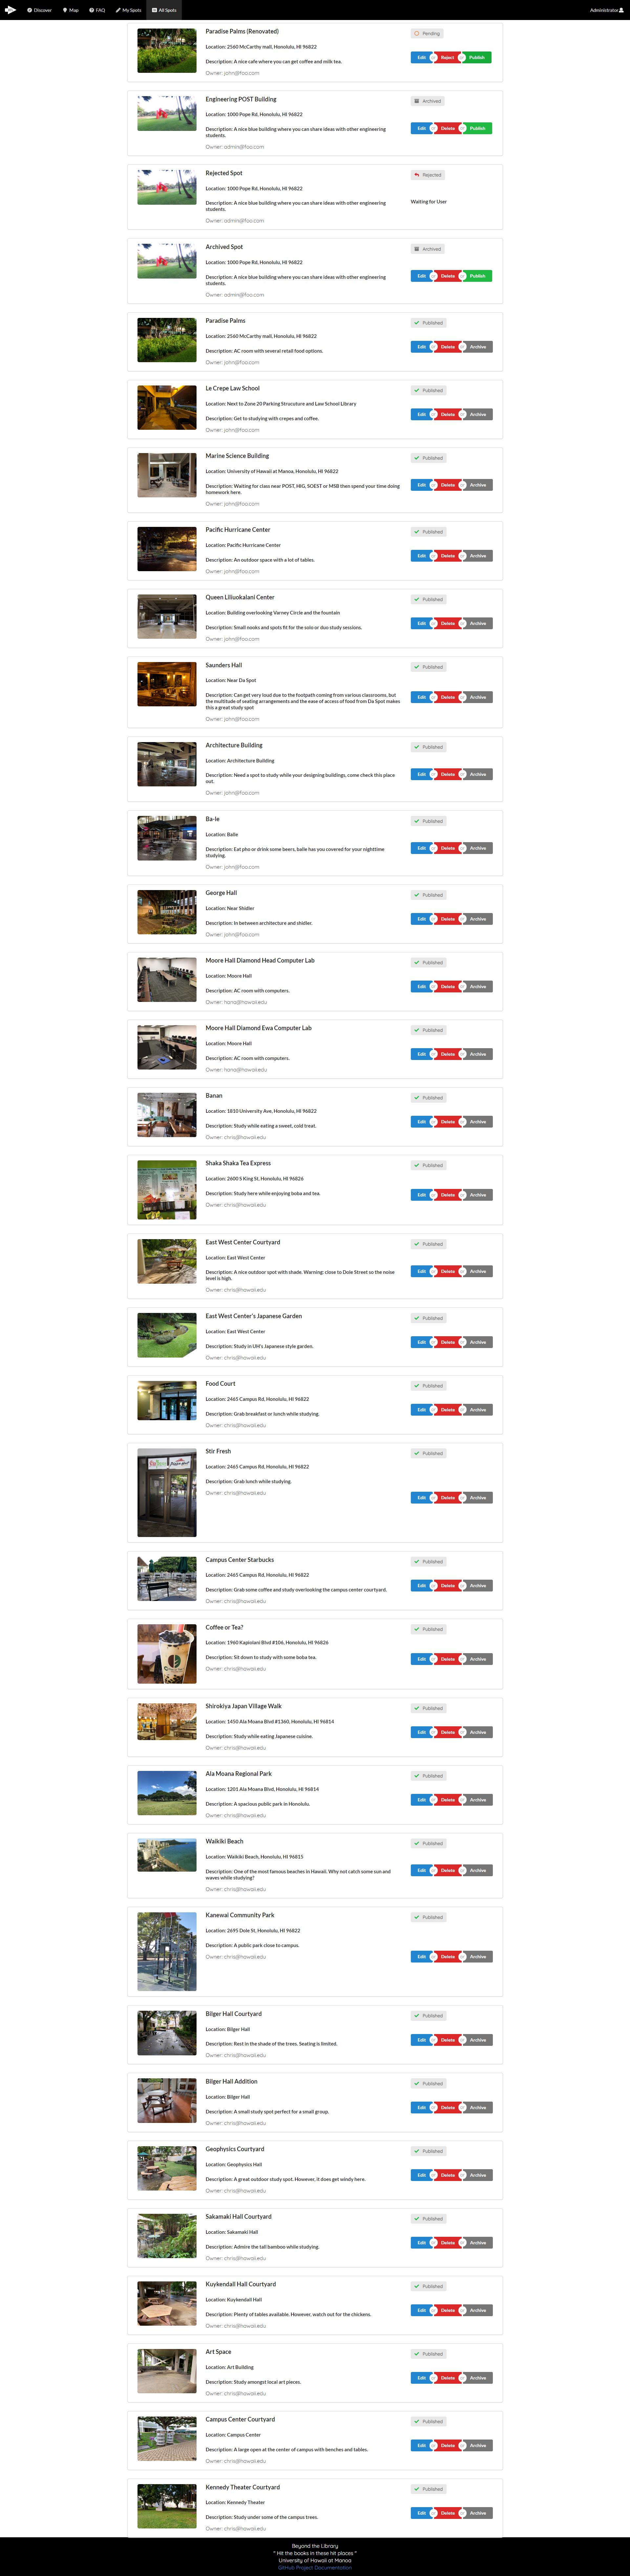 Discover Map FAQ My Spots All Spots Administrator
Paradise Palms (Renovated)
Pending
Location: 2560 McCarthy mall, Honolulu, HI 96822
Edit Reject Publish
Description: A nice cafe where you can get coffee and milk tea.
Owner: john@foo.com
Engineering POST Building
Archived
Location: 1000 Pope Rd, Honolulu, HI 96822
Edit Delete Publish
Description: A nice blue building where you can share ideas with other engineering
students.
Owner: admin@foo.com
Rejected Spot
Rejected
Location: 1000 Pope Rd, Honolulu, HI 96822
Waiting for User
Description: A nice blue building where you can share ideas with other engineering
students.
Owner: admin@foo.com
Archived Spot
Archived
Location: 1000 Pope Rd, Honolulu, HI 96822
Edit Delete Publish
Description: A nice blue building where you can share ideas with other engineering
students.
Owner: admin@foo.com
Paradise Palms
Published
Location: 2560 McCarthy mall, Honolulu, HI 96822
Edit Delete Archive
Description: AC room with several retail food options.
Owner: john@foo.com
Le Crepe Law School
Published
Location: Next to Zone 20 Parking Strucuture and Law School Library
Edit Delete Archive
Description: Get to studying with crepes and coffee.
Owner: john@foo.com
Marine Science Building
Published
Location: University of Hawaii at Manoa, Honolulu, HI 96822
Edit Delete Archive
Description: Waiting for class near POST, HIG, SOEST or MSB then spend your time doing
homework here.
Owner: john@foo.com
Pacific Hurricane Center
Published
Location: Pacific Hurricane Center
Edit Delete Archive
Description: An outdoor space with a lot of tables.
Owner: john@foo.com
Queen Liliuokalani Center
Published
Location: Building overlooking Varney Circle and the fountain
Edit Delete Archive
Description: Small nooks and spots fit for the solo or duo study sessions.
Owner: john@foo.com
Saunders Hall
Published
Location: Near Da Spot
Edit Delete Archive
Description: Can get very loud due to the footpath coming from various classrooms, but
the multitude of seating arrangements and the ease of access of food from Da Spot makes
this a great study spot
Owner: john@foo.com
Architecture Building
Published
Location: Architecture Building
Edit Delete Archive
Description: Need a spot to study while your designing buildings, come check this place
out.
Owner: john@foo.com
Ba-le
Published
Location: Balle
Edit Delete Archive
Description: Eat pho or drink some beers, balle has you covered for your nighttime
studying.
Owner: john@foo.com
George Hall
Published
Location: Near Shidler
Edit Delete Archive
Description: In between architecture and shidler.
Owner: john@foo.com
Moore Hall Diamond Head Computer Lab
Published
Location: Moore Hall
Edit Delete Archive
Description: AC room with computers.
Owner: hana@hawaii.edu
Moore Hall Diamond Ewa Computer Lab
Published
Location: Moore Hall
Edit Delete Archive
Description: AC room with computers.
Owner: hana@hawaii.edu
Banan
Published
Location: 1810 University Ave, Honolulu, HI 96822
Edit Delete Archive
Description: Study while eating a sweet, cold treat.
Owner: chris@hawaii.edu
Shaka Shaka Tea Express
Published
Location: 2600 S King St, Honolulu, HI 96826
Edit Delete Archive
Description: Study here while enjoying boba and tea.
Owner: chris@hawaii.edu
East West Center Courtyard
Published
Location: East West Center
Edit Delete Archive
Description: A nice outdoor spot with shade. Warning: close to Dole Street so the noise
level is high.
Owner: chris@hawaii.edu
East West Center's Japanese Garden
Published
Location: East West Center
Edit Delete Archive
Description: Study in UH's Japanese style garden.
Owner: chris@hawaii.edu
Food Court
Published
Location: 2465 Campus Rd, Honolulu, HI 96822
Edit Delete Archive
Description: Grab breakfast or lunch while studying.
Owner: chris@hawaii.edu
Stir Fresh
Published
Location: 2465 Campus Rd, Honolulu, HI 96822
Description: Grab lunch while studying.
Owner: chris@hawaii.edu
Edit Delete Archive
Campus Center Starbucks
Published
Location: 2465 Campus Rd, Honolulu, HI 96822
Edit Delete Archive
Description: Grab some coffee and study overlooking the campus center courtyard.
Owner: chris@hawaii.edu
Coffee or Tea?
Published
Location: 1960 Kapiolani Blvd #106, Honolulu, HI 96826
Edit Delete Archive
Description: Sit down to study with some boba tea.
Owner: chris@hawaii.edu
Shirokiya Japan Village Walk
Published
Location: 1450 Ala Moana Blvd #1360, Honolulu, HI 96814
Edit Delete Archive
Description: Study while eating Japanese cuisine.
Owner: chris@hawaii.edu
Ala Moana Regional Park
Published
Location: 1201 Ala Moana Blvd, Honolulu, HI 96814
Edit Delete Archive
Description: A spacious public park in Honolulu.
Owner: chris@hawaii.edu
Waikiki Beach
Published
Location: Waikiki Beach, Honolulu, HI 96815
Edit Delete Archive
Description: One of the most famous beaches in Hawaii. Why not catch some sun and
waves while studying?
Owner: chris@hawaii.edu
Kanewai Community Park
Published
Location: 2695 Dole St, Honolulu, HI 96822
Description: A public park close to campus.
Owner: chris@hawaii.edu
Edit Delete Archive
Bilger Hall Courtyard
Published
Location: Bilger Hall
Edit Delete Archive
Description: Rest in the shade of the trees. Seating is limited.
Owner: chris@hawaii.edu
Bilger Hall Addition
Published
Location: Bilger Hall
Edit Delete Archive
Description: A small study spot perfect for a small group.
Owner: chris@hawaii.edu
Geophysics Courtyard
Published
Location: Geophysics Hall
Edit Delete Archive
Description: A great outdoor study spot. However, it does get windy here.
Owner: chris@hawaii.edu
Sakamaki Hall Courtyard
Published
Location: Sakamaki Hall
Edit Delete Archive
Description: Admire the tall bamboo while studying.
Owner: chris@hawaii.edu
Kuykendall Hall Courtyard
Published
Location: Kuykendall Hall
Edit Delete Archive
Description: Plenty of tables available. However, watch out for the chickens.
Owner: chris@hawaii.edu
Art Space
Published
Location: Art Building
Edit Delete Archive
Description: Study amongst local art pieces.
Owner: chris@hawaii.edu
Campus Center Courtyard
Published
Location: Campus Center
Edit Delete Archive
Description: A large open at the center of campus with benches and tables.
Owner: chris@hawaii.edu
Kennedy Theater Courtyard
Published
Location: Kennedy Theater
Edit Delete Archive
Description: Study under some of the campus trees.
Owner: chris@hawaii.edu
Beyond the Library
" Hit the books in these hit places "
University of Hawaii at Manoa
GitHub Project Documentation